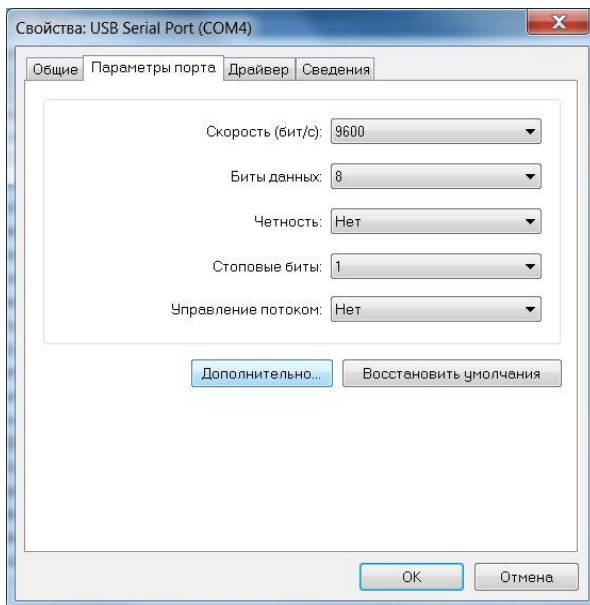 Свойства: USB Serial Port (COM4)
Общие Параметры порта Драйвер Сведения
Скорость (бит/с): 9600
Биты данных: 8
Четность: Нет
Стоповые биты: 1
Управление потоком: Нет
Дополнительно... Восстановить умолчания
OK Отмена